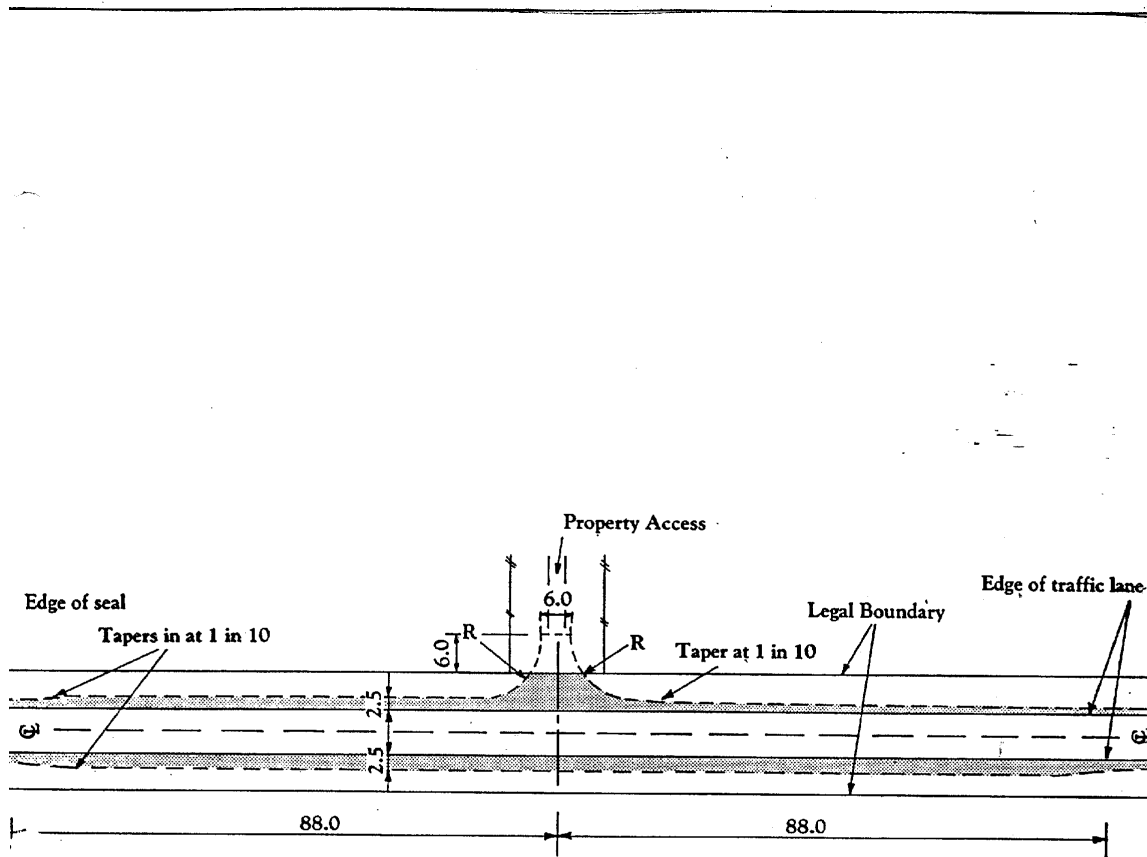 Property Access
Edge of traffic lane
6.0
Edge of seal
Legal Boundary
Tapers in at 1 in 10
R
R
Taper at 1 in 10
6.0
2.5
℄
℄
2.5
88.0
88.0